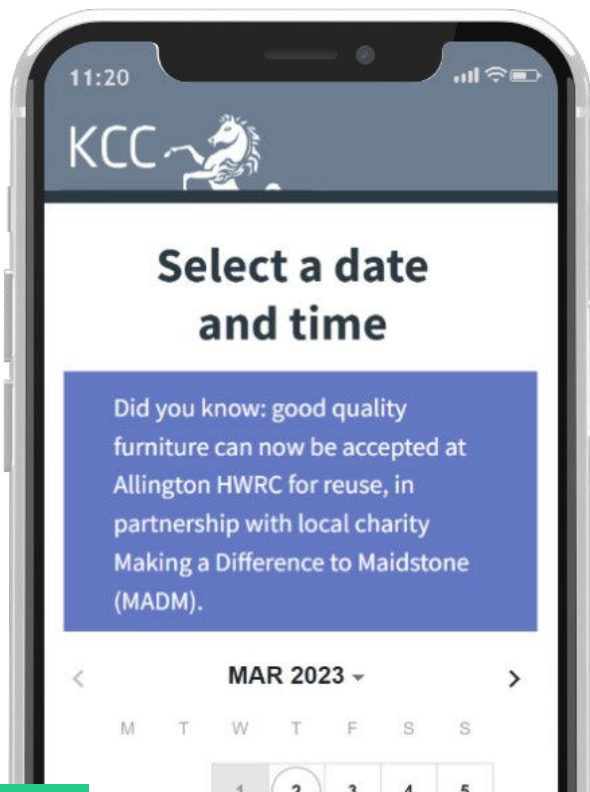 11:20
KCC
Select a date
and time
Did you know: good quality
furniture can now be accepted at
Allington HWRC for reuse, in
partnership with local charity
Making a Difference to Maidstone
(MADM).
MAR 2023
M T W T F S S
1 2 3 4 5